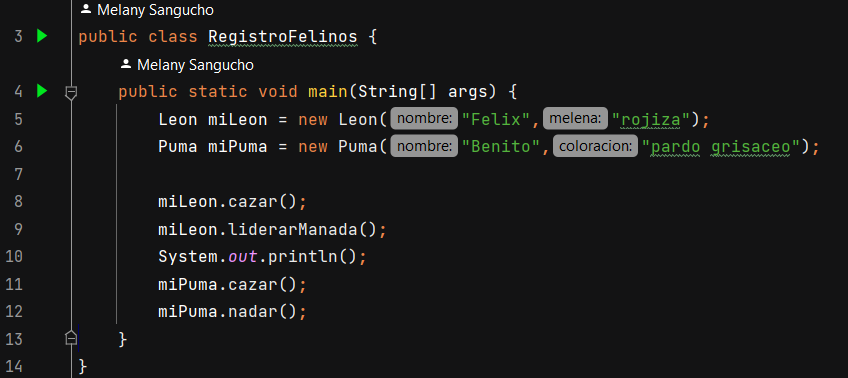 Melany Sangucho
3 public class RegistroFelinos {
Melany Sangucho
4 public static void main(String[] args) {
5 Leon miLeon = new Leon( nombre: "Felix", melena: "rojiza");
6 Puma miPuma = new Puma( nombre: "Benito", coloracion: "pardo grisaceo");
7
8 miLeon.cazar();
9 miLeon.liderarManada();
10 System.out.println();
11 miPuma.cazar();
12 miPuma.nadar();
13 }
14 }